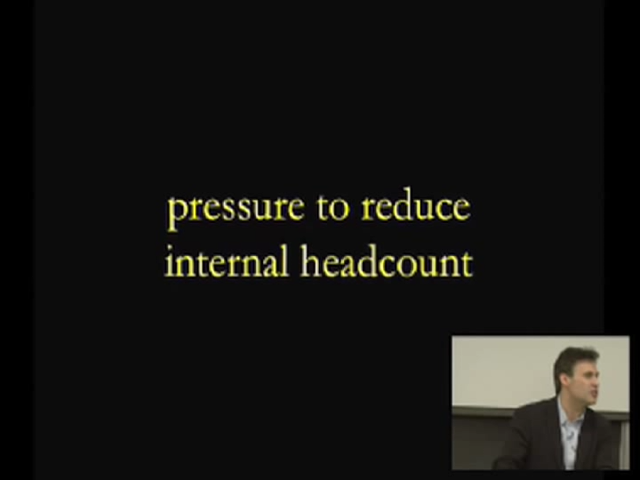 pressure to reduce
internal headcount